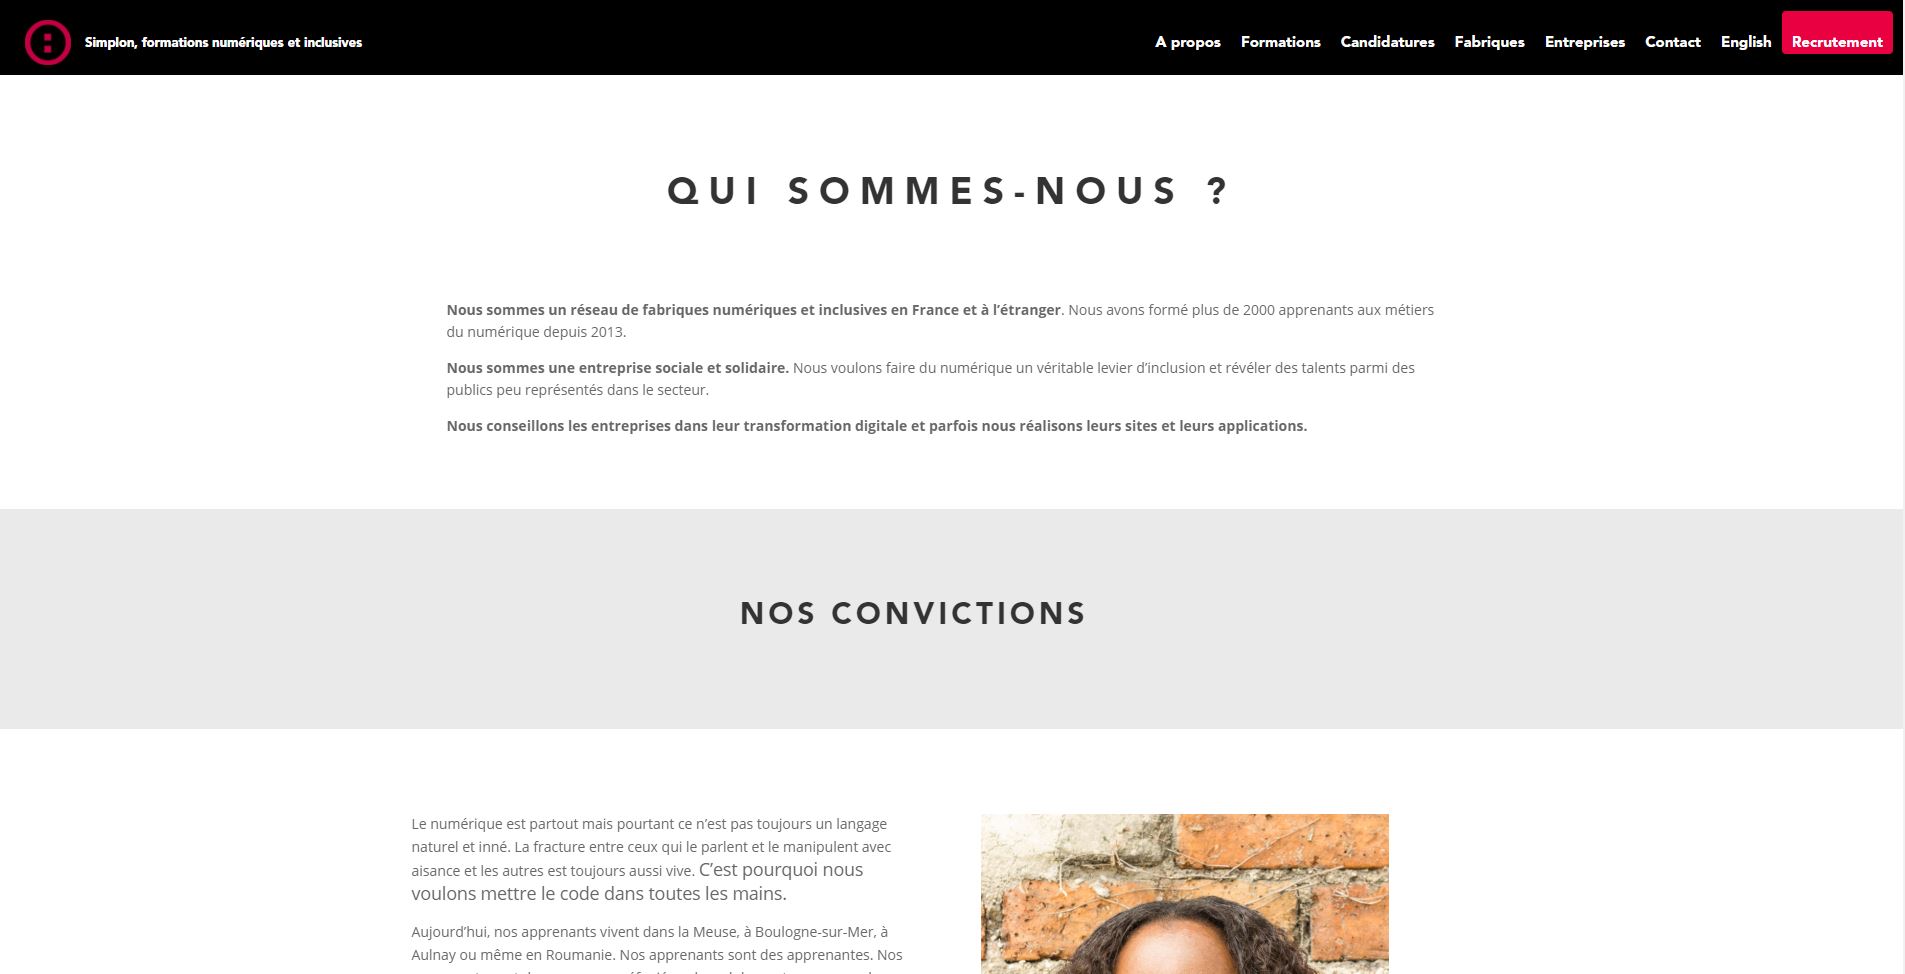 Simplon, formations numériques et inclusives
A propos
Formations
Candidatures
Fabriques
Entreprises
Contact
English
Recrutement
QUI SOMMES-NOUS ?
Nous sommes un réseau de fabriques numériques et inclusives en France et à l’étranger. Nous avons formé plus de 2000 apprenants aux métiers
du numérique depuis 2013.
Nous sommes une entreprise sociale et solidaire. Nous voulons faire du numérique un véritable levier d’inclusion et révéler des talents parmi des
publics peu représentés dans le secteur.
Nous conseillons les entreprises dans leur transformation digitale et parfois nous réalisons leurs sites et leurs applications.
NOS CONVICTIONS
Le numérique est partout mais pourtant ce n’est pas toujours un langage
naturel et inné. La fracture entre ceux qui le parlent et le manipulent avec
aisance et les autres est toujours aussi vive. C’est pourquoi nous
voulons mettre le code dans toutes les mains.
Aujourd’hui, nos apprenants vivent dans la Meuse, à Boulogne-sur-Mer, à
Aulnay ou même en Roumanie. Nos apprenants sont des apprenantes. Nos